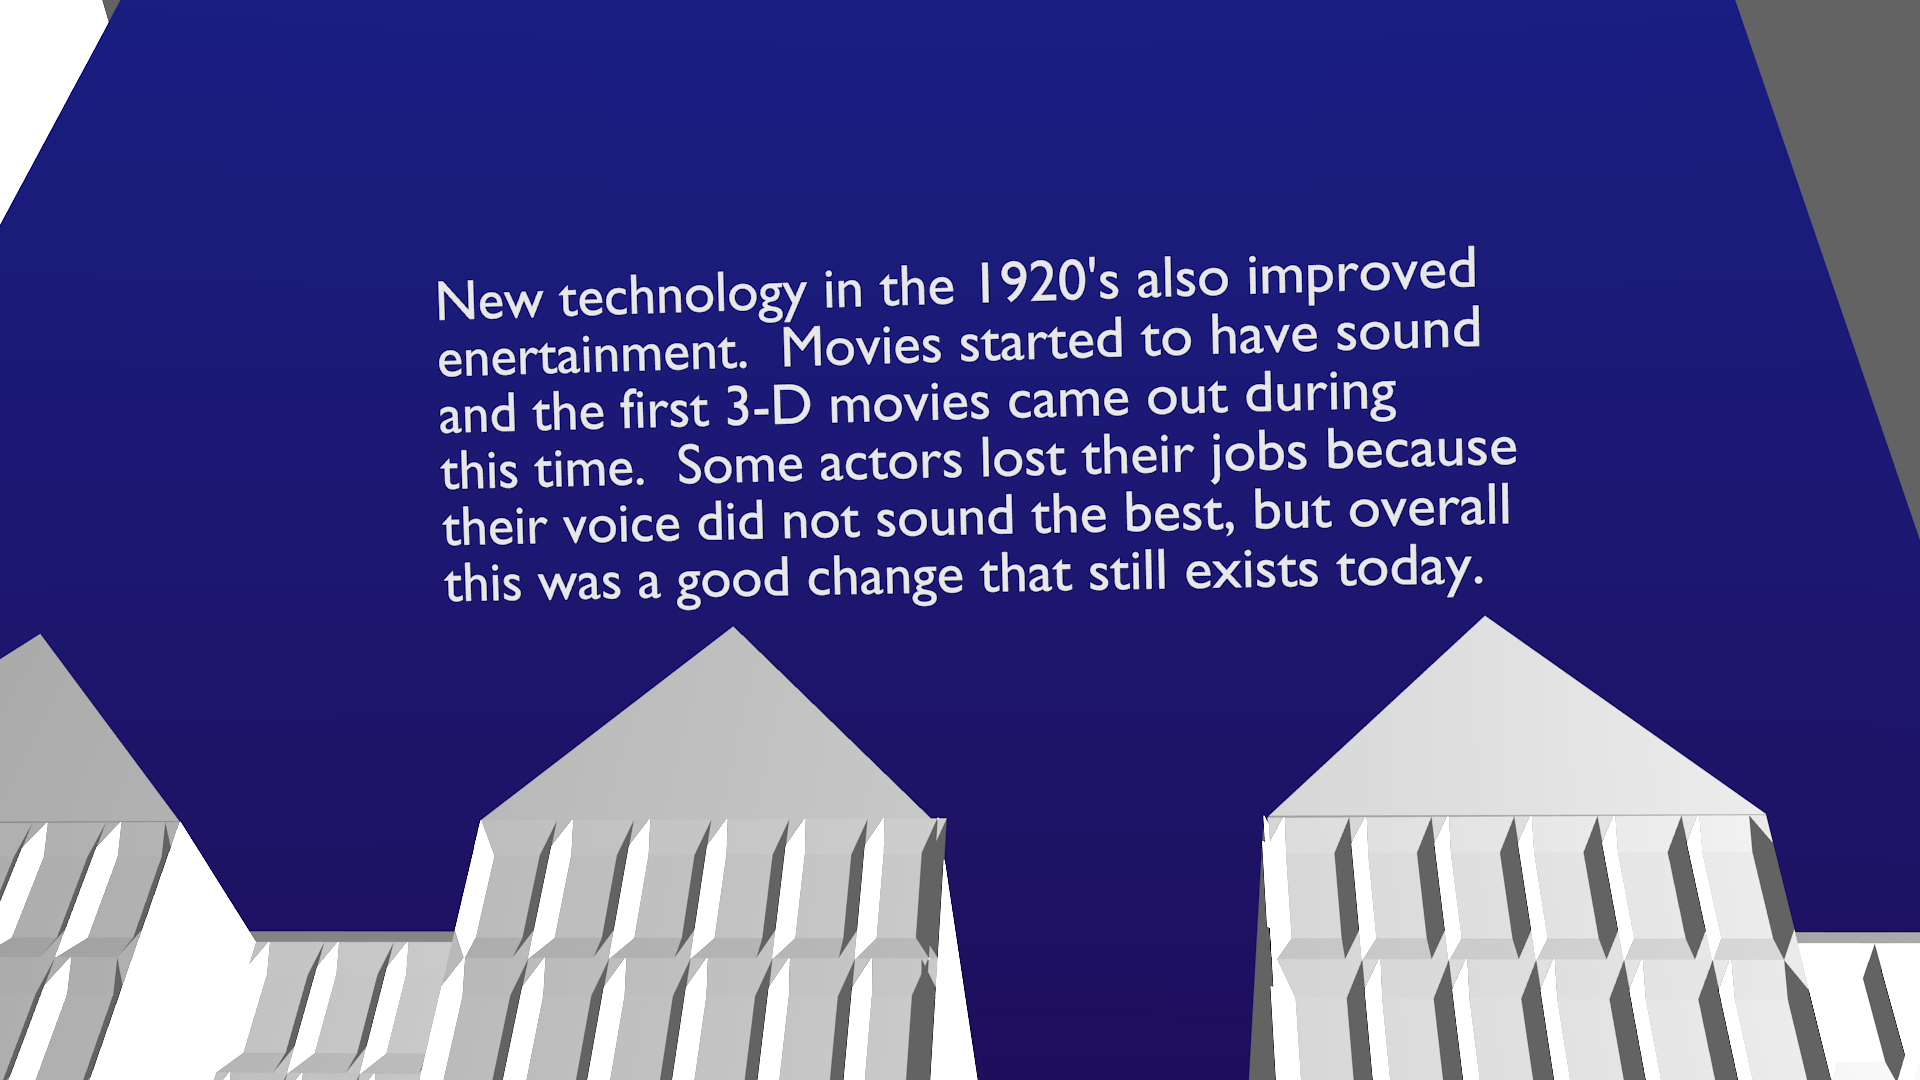 New technology in the 1920's also improved
enertainment.  Movies started to have sound
and the first 3-D movies came out during
this time.  Some actors lost their jobs because
their voice did not sound the best, but overall
this was a good change that still exists today.